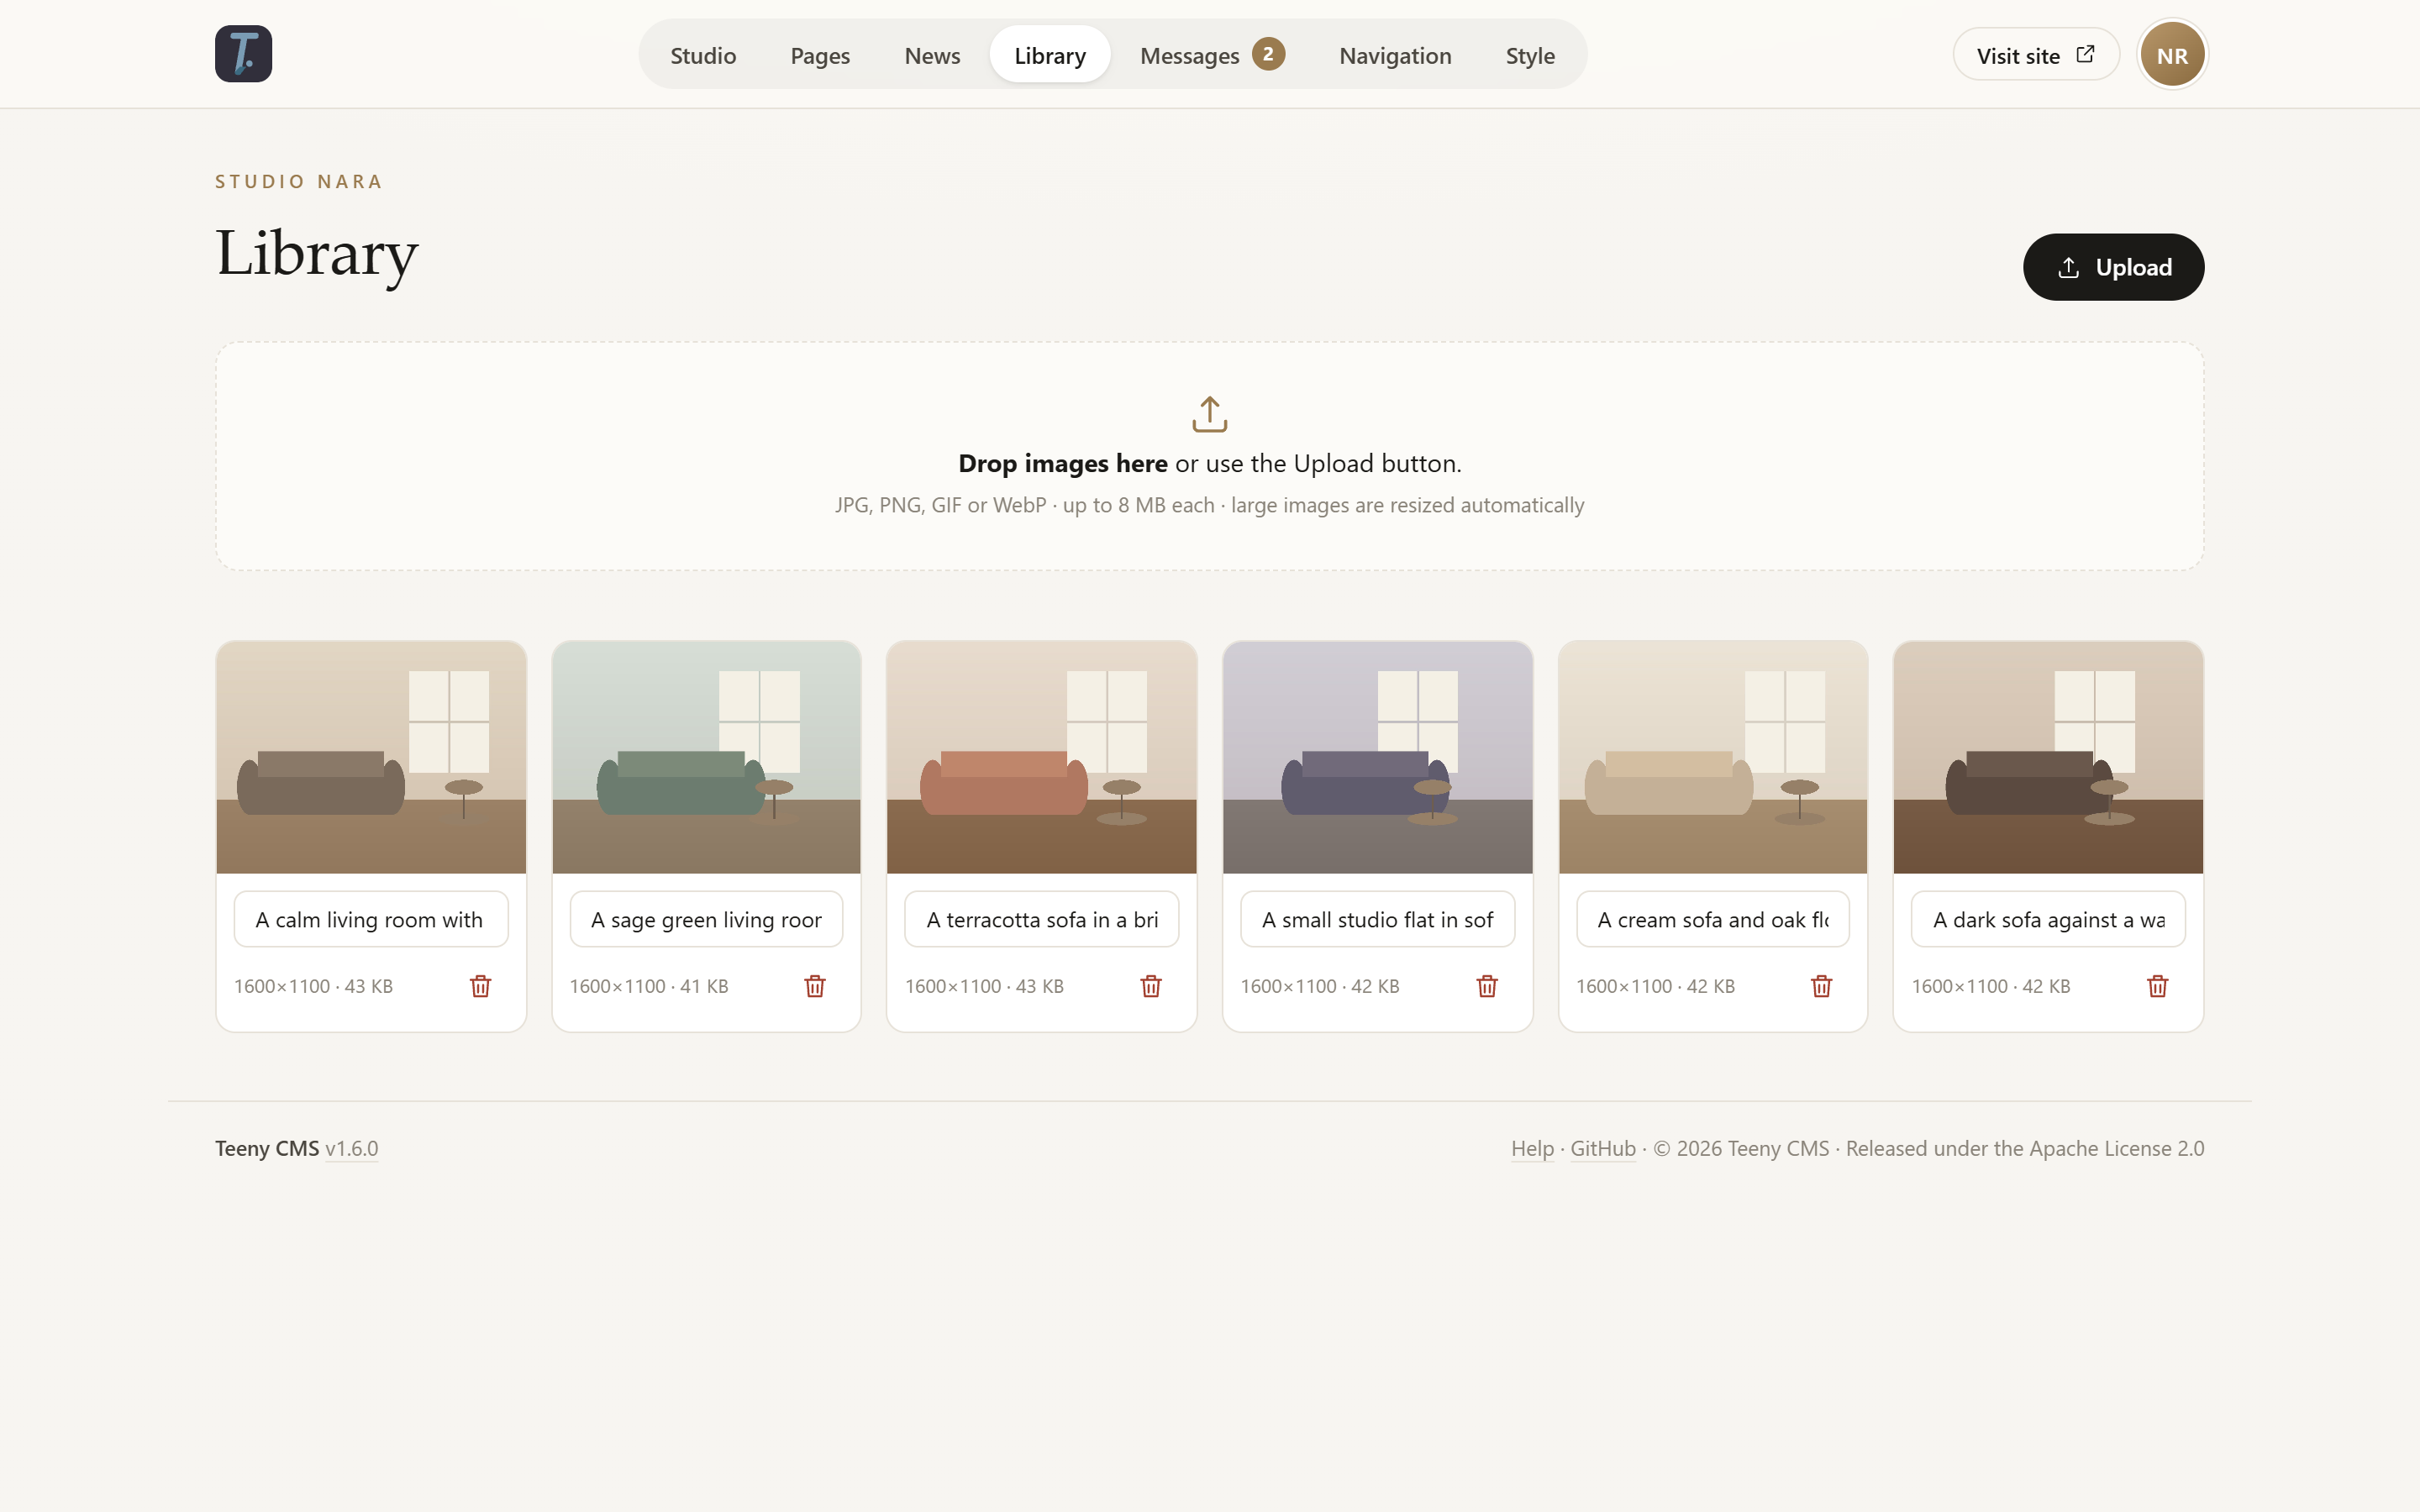 T.
Studio Pages News Library Messages 2 Navigation Style
Visit site
NR
STUDIO NARA
Library
Upload
Drop images here or use the Upload button.
JPG, PNG, GIF or WebP · up to 8 MB each · large images are resized automatically
A calm living room with
A sage green living roor
A terracotta sofa in a bri
A small studio flat in sof
A cream sofa and oak flo
A dark sofa against a wa
1600×1100 · 43 KB
1600×1100 · 41 KB
1600×1100 · 43 KB
1600×1100 · 42 KB
1600×1100 · 42 KB
1600×1100 · 42 KB
Teeny CMS v1.6.0
Help · GitHub · © 2026 Teeny CMS · Released under the Apache License 2.0